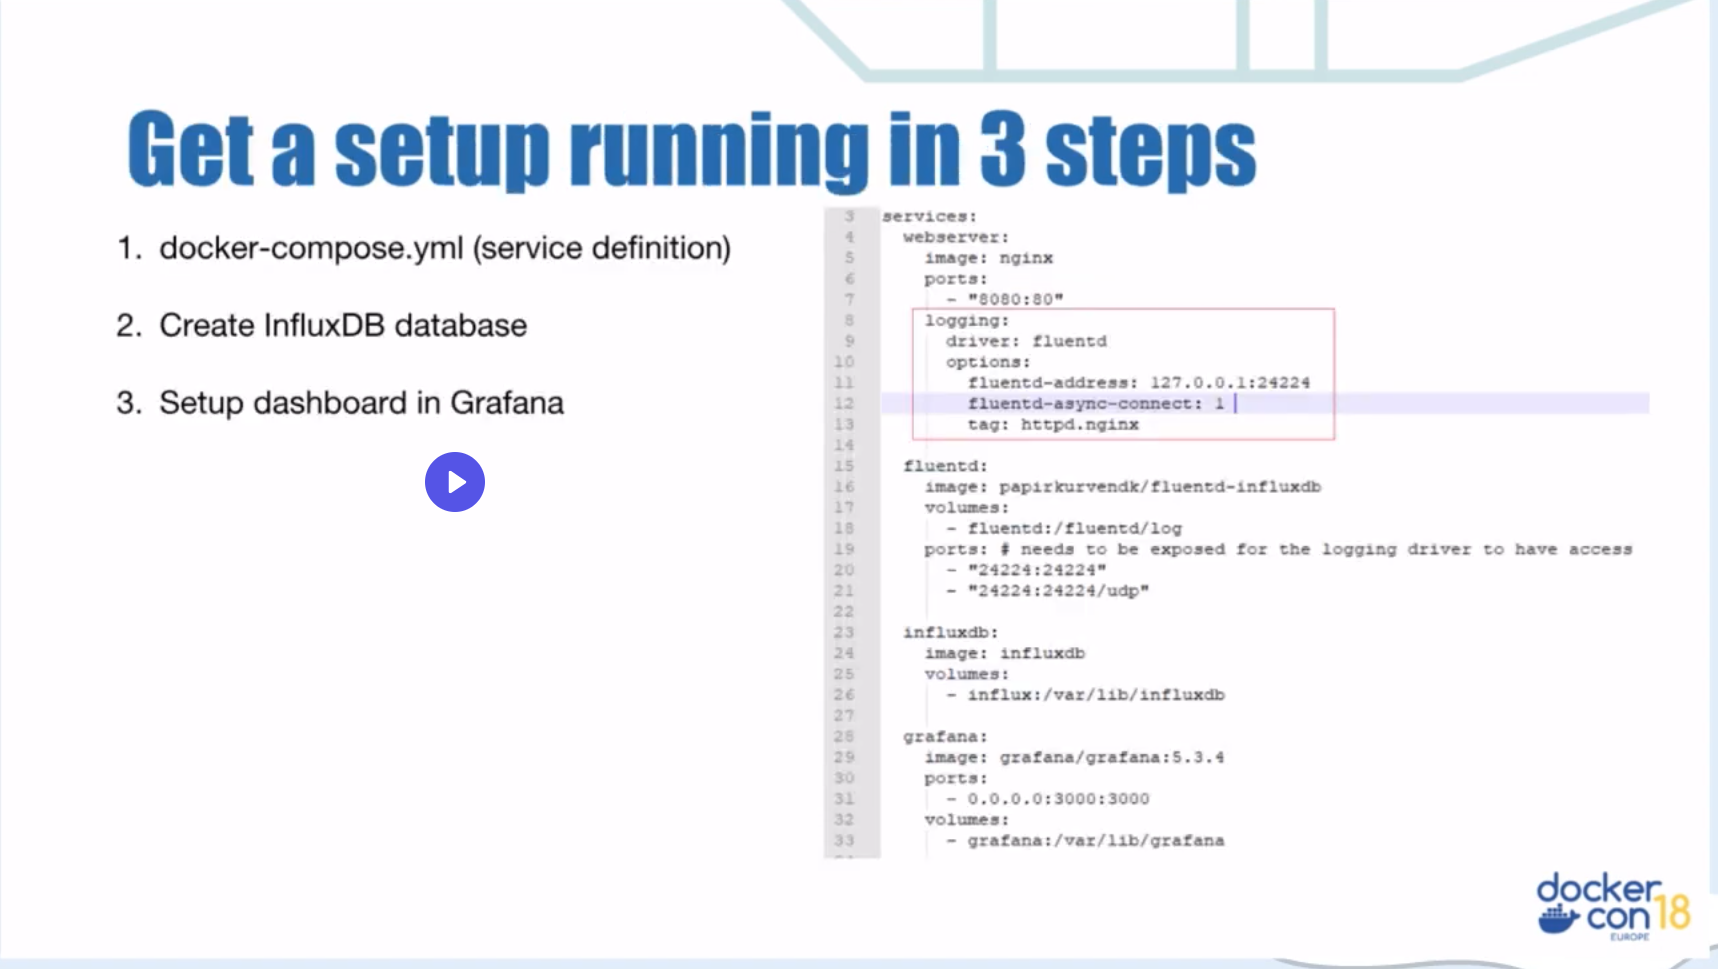 Get a setup running in 3 steps
1. docker-compose.yml (service definition)
2. Create InfluxDB database
3. Setup dashboard in Grafana
3 services:
4 webserver:
5 image: nginx
6 ports:
7 - "8080:80"
8 logging:
9 driver: fluentd
10 options:
11 fluentd-address: 127.0.0.1:24224
12 fluentd-async-connect: 1
13 tag: httpd.nginx
14
15 fluentd:
16 image: papirkurvendk/fluentd-influxdb
17 volumes:
18 - fluentd:/fluentd/log
19 ports: # needs to be exposed for the logging driver to have access
20 - "24224:24224"
21 - "24224:24224/udp"
22
23 influxdb:
24 image: influxdb
25 volumes:
26 - influx:/var/lib/influxdb
27
28 grafana:
29 image: grafana/grafana:5.3.4
30 ports:
31 - 0.0.0.0:3000:3000
32 volumes:
33 - grafana:/var/lib/grafana
docker
con 18
EUROPE